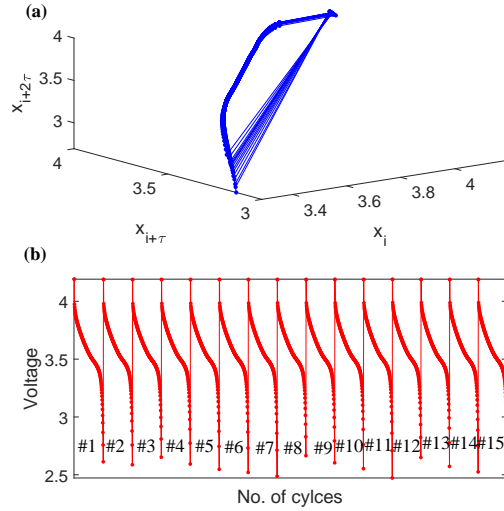 (a)
4
3.5
3
4
3.5
3
3.4
3.6
3.8
4
x_{i+2τ}
x_{i+τ}
x_i
(b)
4
3.5
3
2.5
Voltage
#1 #2 #3 #4 #5 #6 #7 #8 #9 #10 #11 #12 #13 #14 #15
No. of cylces